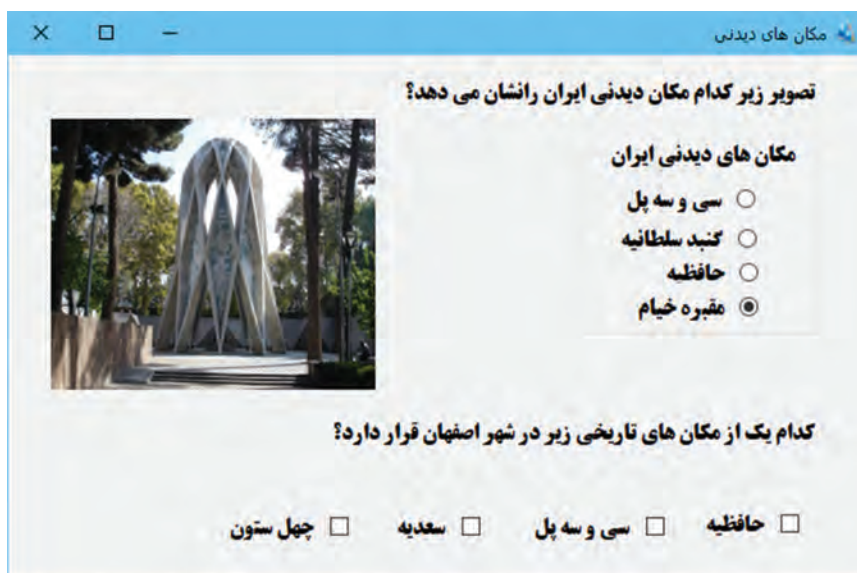 مکان های دیدنی
تصویر زیر کدام مکان دیدنی ایران رانشان می دهد؟
مکان های دیدنی ایران
سی و سه پل
گنبد سلطانیه
حافظیه
مقبره خیام
کدام یک از مکان های تاریخی زیر در شهر اصفهان قرار دارد؟
حافظیه سی و سه پل سعدیه چهل ستون